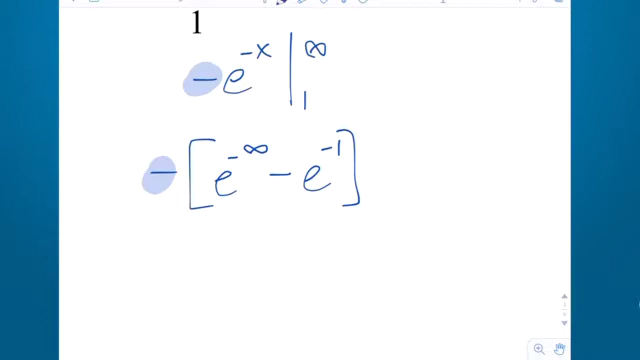 1
-e^{-x} |_1^∞
-[e^{-∞} - e^{-1}]